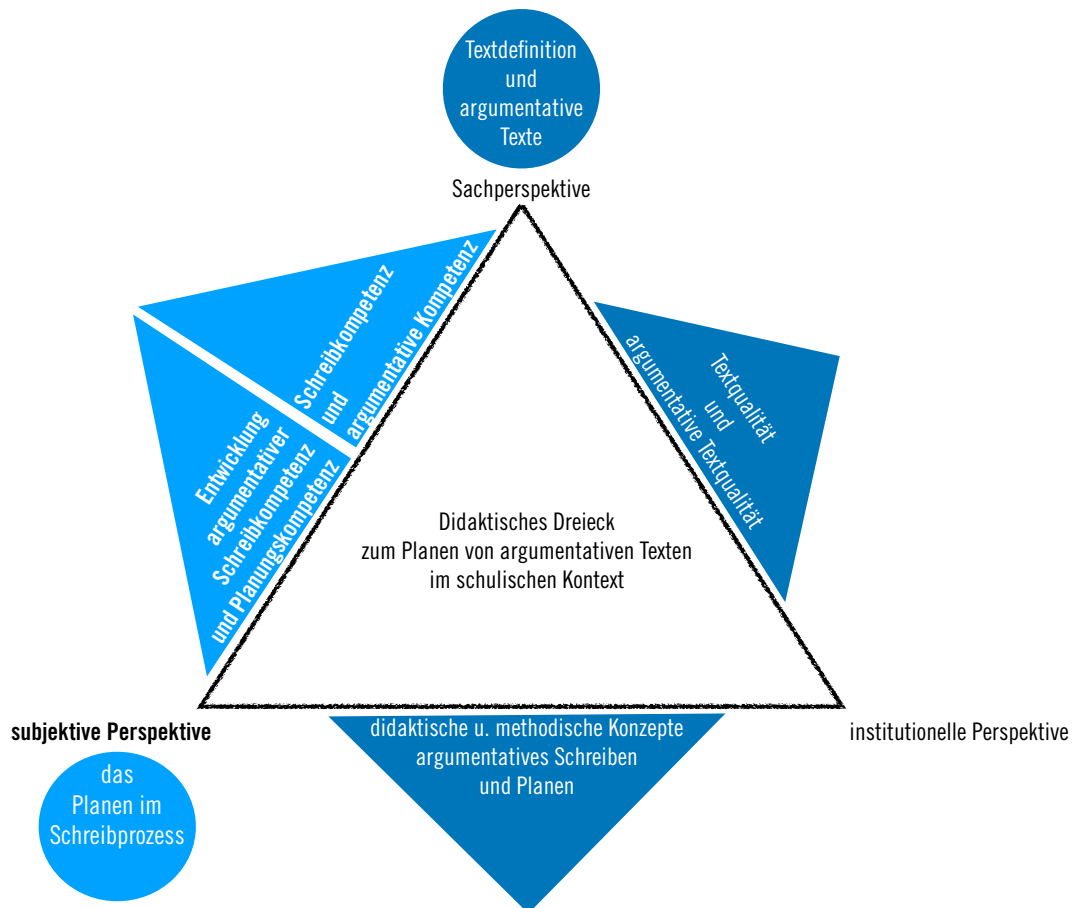 Textdefinition
und
argumentative
Texte
Sachperspektive
Schreibkompetenz
und
argumentative Kompetenz
Entwicklung
argumentativer
Schreibkompetenz
und Planungskompetenz
Textqualität
und
argumentative Textqualität
Didaktisches Dreieck
zum Planen von argumentativen Texten
im schulischen Kontext
subjektive Perspektive
institutionelle Perspektive
didaktische u. methodische Konzepte
argumentatives Schreiben
und Planen
das
Planen im
Schreibprozess